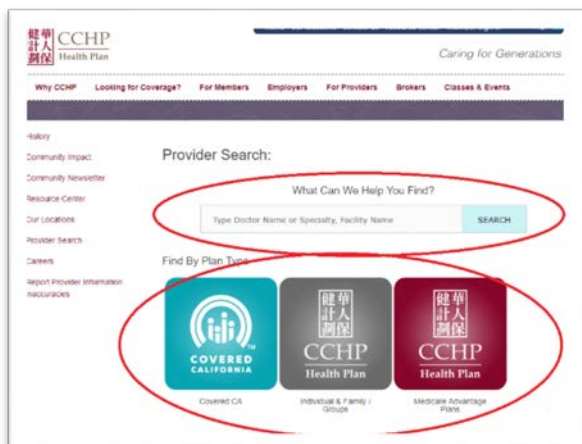 華人保
健計劃
CCHP
Health Plan
Caring for Generations
Why CCHP Looking for Coverage? For Members Employers For Providers Brokers Classes & Events
History
Community Impact
Community Newsletter
Resource Center
Our Locations
Provider Search
Careers
Report Provider Information
Inaccuracies
Provider Search:
What Can We Help You Find?
Type Doctor Name or Specialty, Facility Name SEARCH
Find By Plan Type
COVERED
CALIFORNIA
TM
Covered CA
華人保
健計劃
CCHP
Health Plan
Individual & Family /
Groups
華人保
健計劃
CCHP
Health Plan
Medicare Advantage
Plans